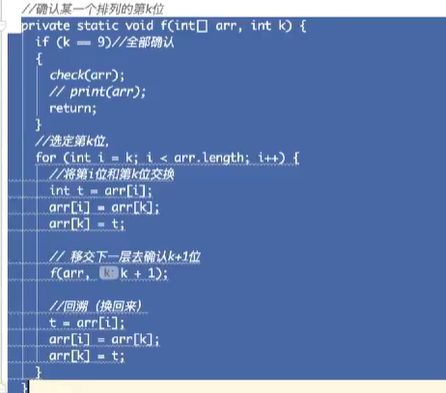 //确认某一个排列的第k位
private static void f(int[] arr, int k) {
if (k == 9)//全部确认
{
check(arr);
// print(arr);
return;
}
//选定第k位,
for (int i = k; i < arr.length; i++) {
//将第i位和第k位交换
int t = arr[i];
arr[i] = arr[k];
arr[k] = t;
// 移交下一层去确认k+1位
f(arr, k: k + 1);
//回溯（换回来）
t = arr[i];
arr[i] = arr[k];
arr[k] = t;
}
}